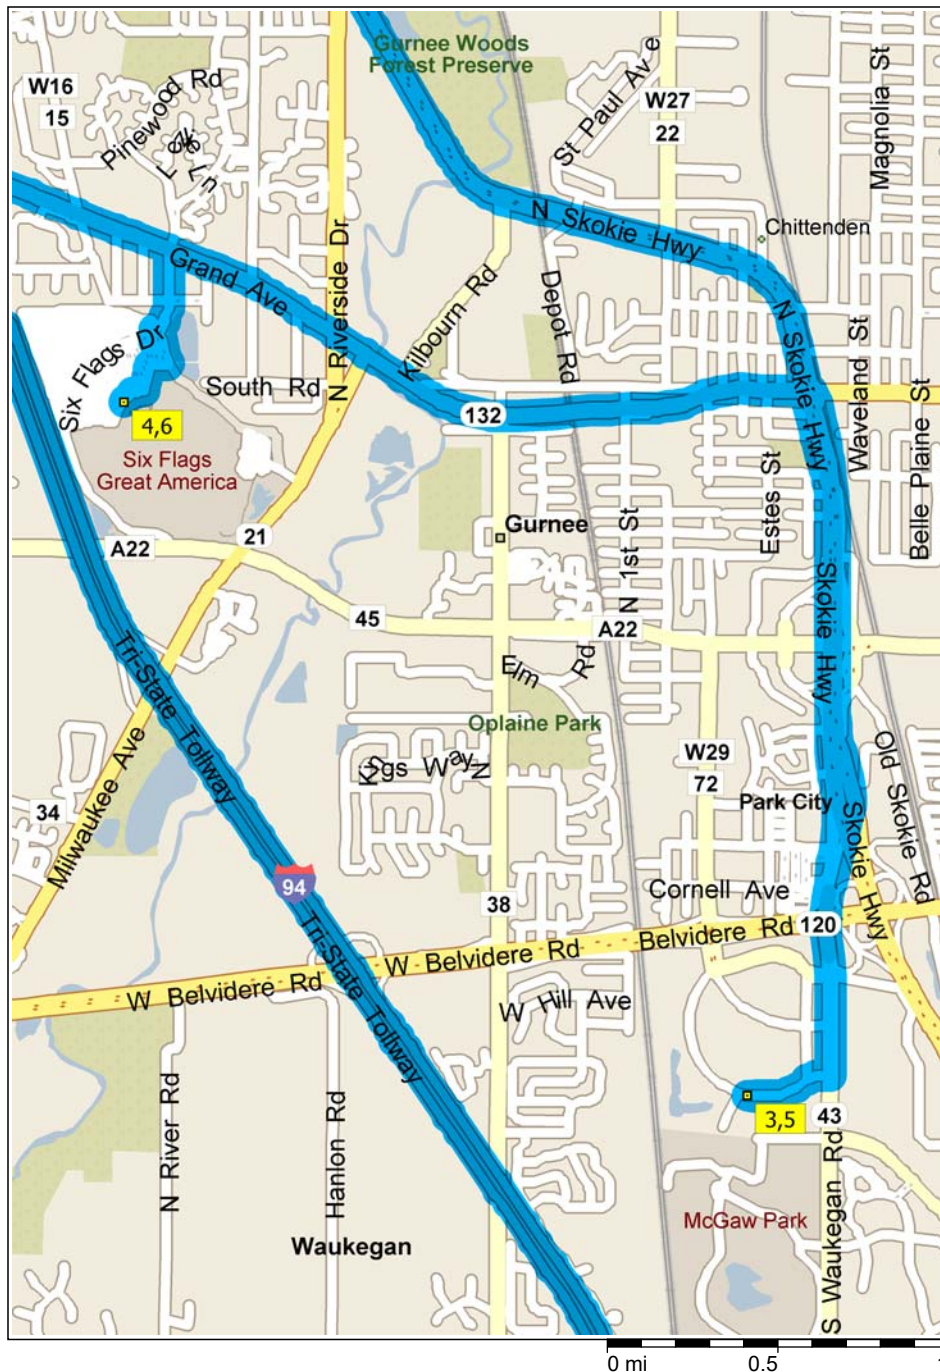 Gurnee Woods
Forest Preserve
St Paul Av e
W16
15
Pinewood Rd
W27
22
Magnolia St
N Skokie Hwy
Chittenden
Grand Ave
N Riverside Dr
Kilbourn Rd
Depot Rd
N Skokie Hwy
Waveland St
Belle Plaine St
Six Flags Dr
South Rd
132
4,6
Six Flags
Great America
Estes St
21
Gurnee
N 1st St
A22
Skokie Hwy
45
A22
Elm
Rd
Tri-State Tollway
Oplaine Park
Kin gs Way N
W29
72
Old Skokie Rd
Park City
34
Milwaukee Ave
Skokie Hwy
94
38
Cornell Ave
120
Tri-State Tollway
W Belvidere Rd
W Belvidere Rd
Belvidere Rd
W Hill Ave
N River Rd
Hanlon Rd
3,5
43
McGaw Park
Waukegan
S Waukegan Rd
0 mi 0.5